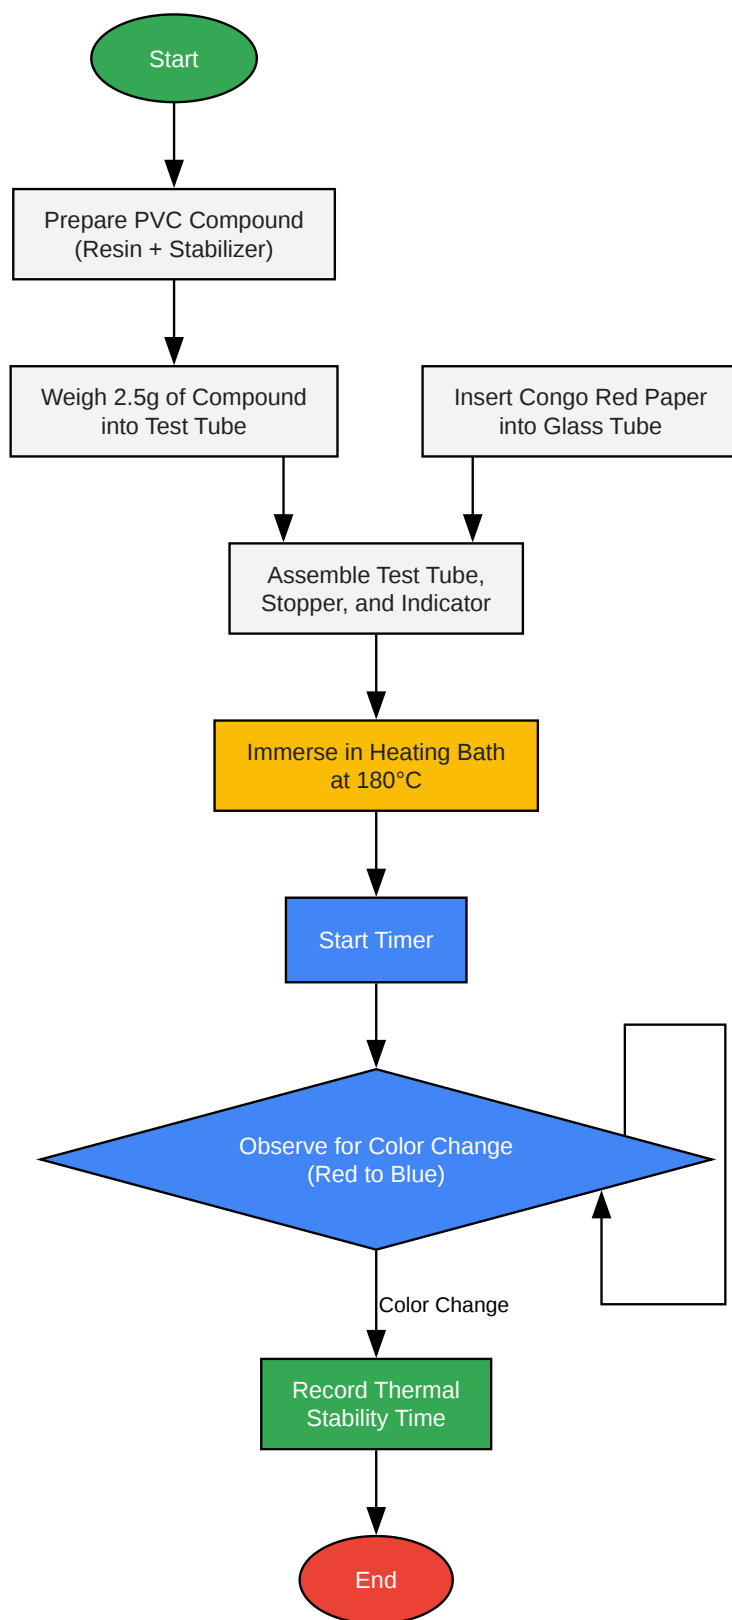 Start
Prepare PVC Compound
(Resin + Stabilizer)
Weigh 2.5g of Compound
into Test Tube
Insert Congo Red Paper
into Glass Tube
Assemble Test Tube,
Stopper, and Indicator
Immerse in Heating Bath
at 180°C
Start Timer
Observe for Color Change
(Red to Blue)
Color Change
Record Thermal
Stability Time
End